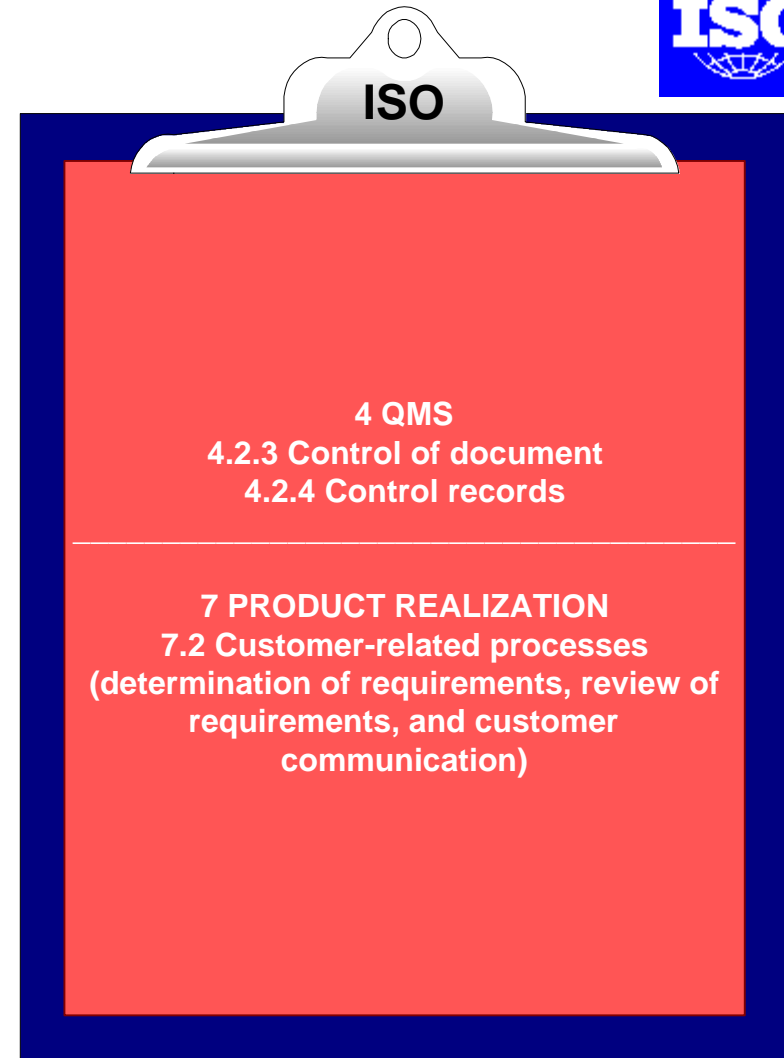 ISO
ISO
4 QMS
4.2.3 Control of document
4.2.4 Control records
7 PRODUCT REALIZATION
7.2 Customer-related processes
(determination of requirements, review of
requirements, and customer
communication)